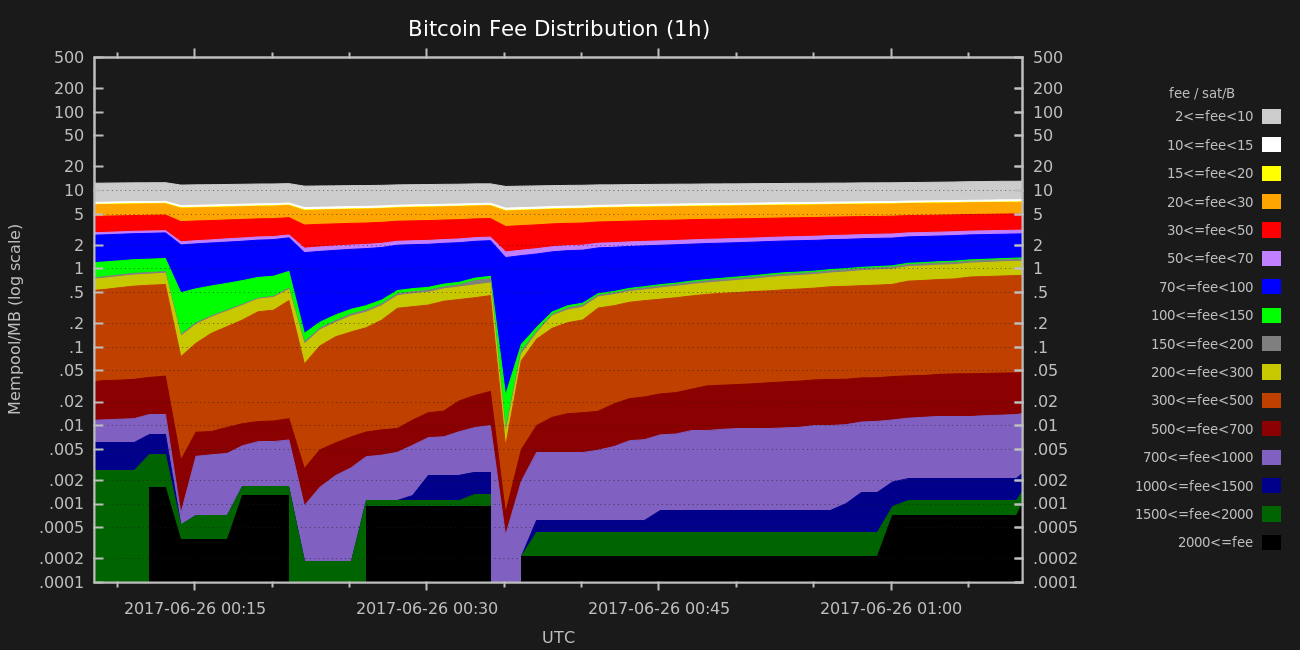 Bitcoin Fee Distribution (1h)
500
200
100
50
20
10
5
2
1
.5
.2
.1
.05
.02
.01
.005
.002
.001
.0005
.0002
.0001
Mempool/MB (log scale)
500
200
100
50
20
10
5
2
1
.5
.2
.1
.05
.02
.01
.005
.002
.001
.0005
.0002
.0001
2017-06-26 00:15
2017-06-26 00:30
2017-06-26 00:45
2017-06-26 01:00
UTC
fee / sat/B
2<=fee<10
10<=fee<15
15<=fee<20
20<=fee<30
30<=fee<50
50<=fee<70
70<=fee<100
100<=fee<150
150<=fee<200
200<=fee<300
300<=fee<500
500<=fee<700
700<=fee<1000
1000<=fee<1500
1500<=fee<2000
2000<=fee